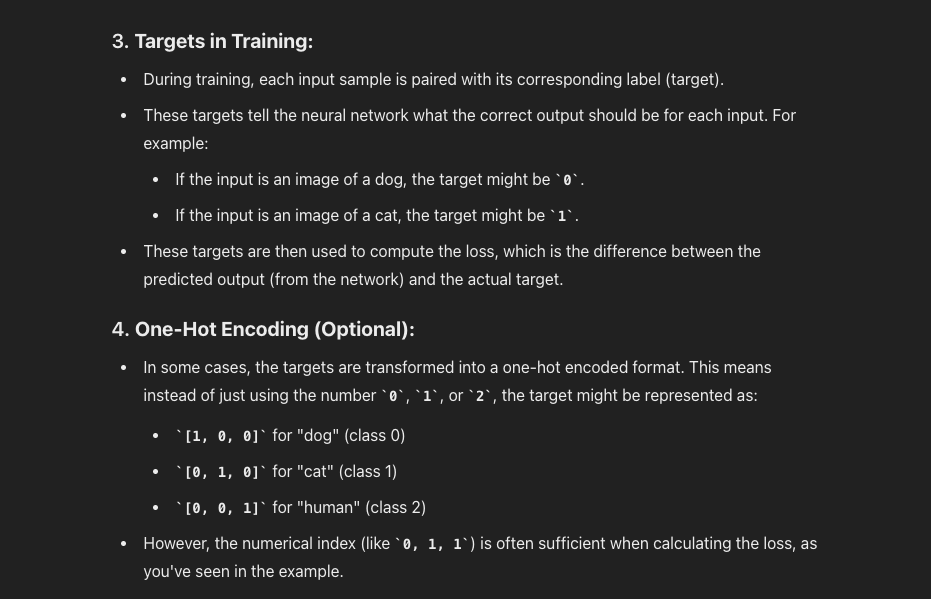 3. Targets in Training:
• During training, each input sample is paired with its corresponding label (target).
• These targets tell the neural network what the correct output should be for each input. For
example:
• If the input is an image of a dog, the target might be `0`.
• If the input is an image of a cat, the target might be `1`.
• These targets are then used to compute the loss, which is the difference between the
predicted output (from the network) and the actual target.
4. One-Hot Encoding (Optional):
• In some cases, the targets are transformed into a one-hot encoded format. This means
instead of just using the number `0`, `1`, or `2`, the target might be represented as:
• `[1, 0, 0]` for "dog" (class 0)
• `[0, 1, 0]` for "cat" (class 1)
• `[0, 0, 1]` for "human" (class 2)
• However, the numerical index (like `0, 1, 1`) is often sufficient when calculating the loss, as
you've seen in the example.